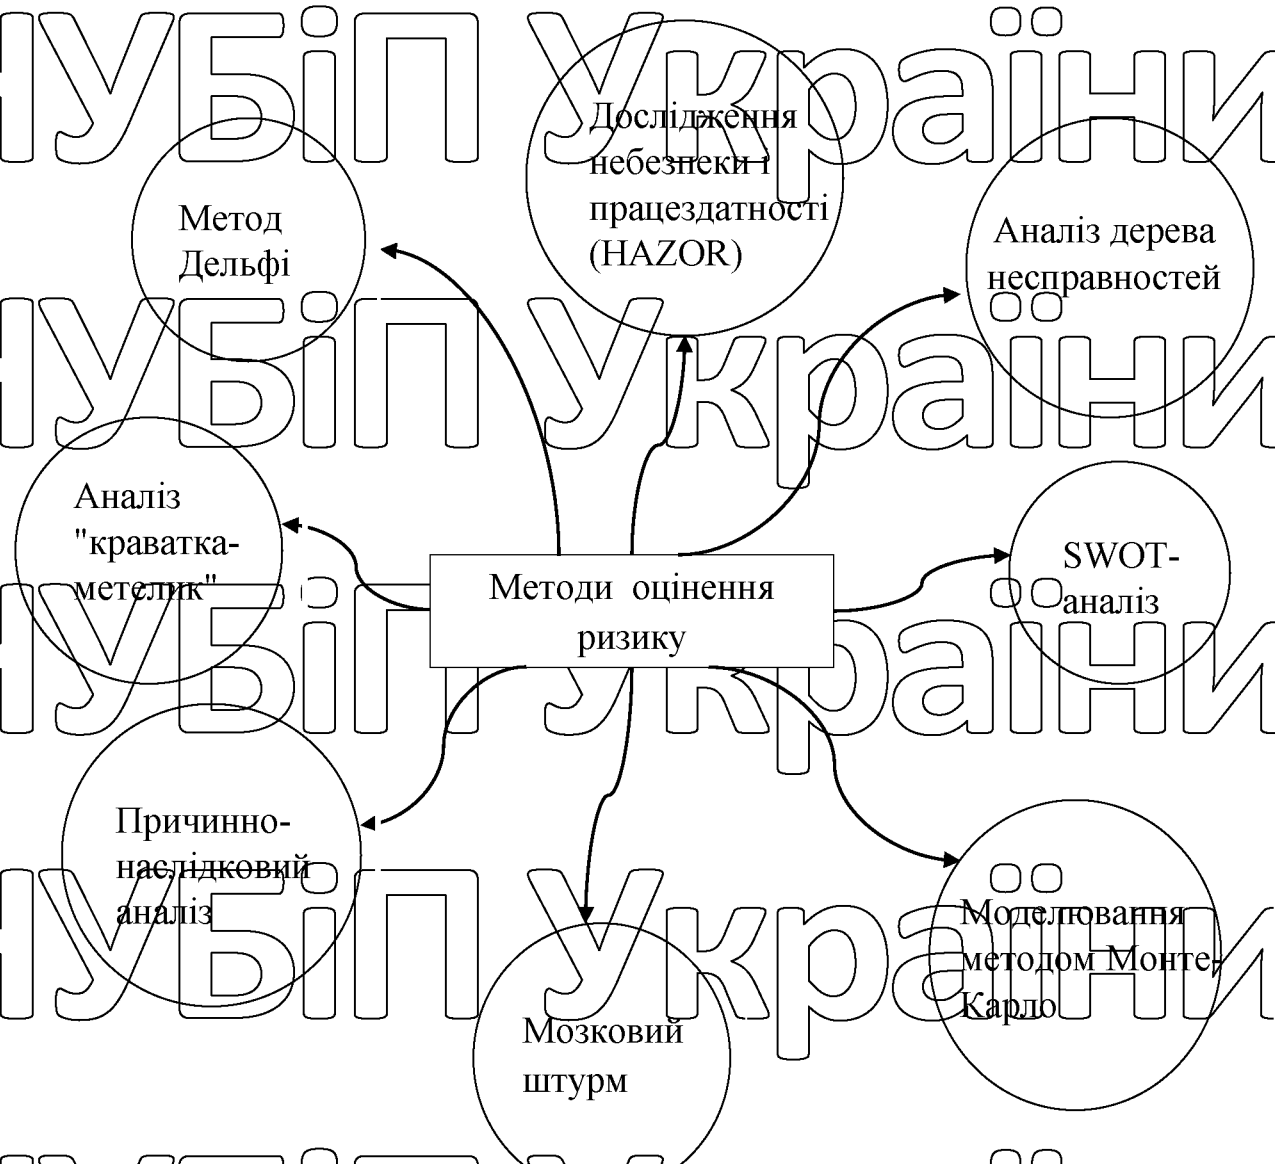 НУБіП України
Дослідження
небезпеки і
працездатності
(HAZOR)
Метод
Дельфі
Аналіз дерева
несправностей
НУБіП України
Аналіз
"краватка-
метелик"
SWOT-
аналіз
Методи оцінення
ризику
НУБіП України
Причинно-
наслідковий
аналіз
Моделювання
методом Монте-
Карло
НУБіП України
Мозковий
штурм